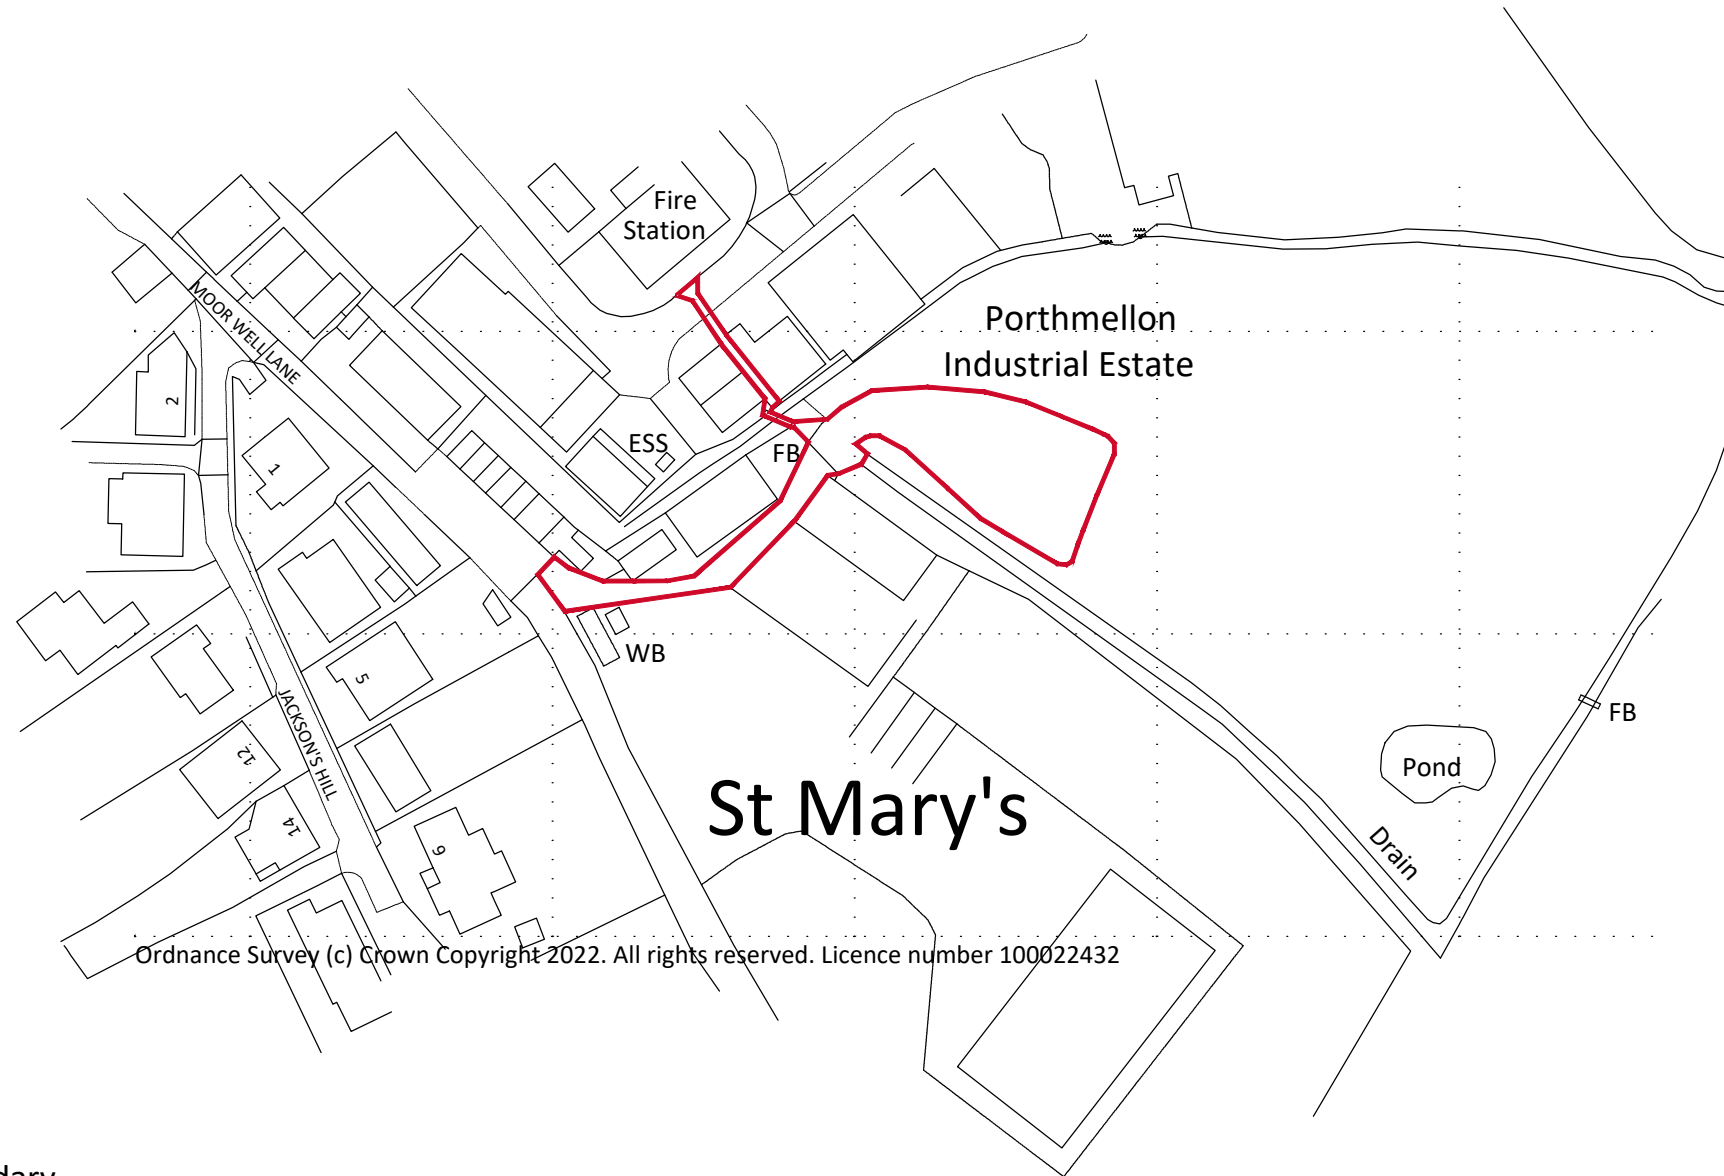 Fire
Station
MOOR WELL LANE
Porthmellon
Industrial Estate
2
1
ESS
FB
WB
5
JACKSON'S HILL
12
FB
Pond
St Mary's
14
9
Drain
Ordnance Survey (c) Crown Copyright 2022. All rights reserved. Licence number 100022432